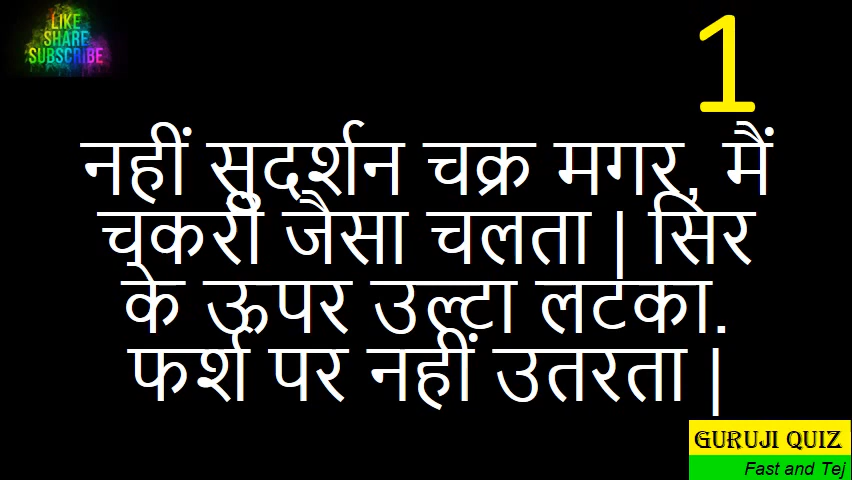 LIKE
SHARE
SUBSCRIBE
1
नहीं सुदर्शन चक्र मगर, मैं
चकरी जैसा चलता | सिर
के ऊपर उल्टा लटका.
फर्श पर नहीं उतरता |
GURUJI QUIZ
Fast and Tej